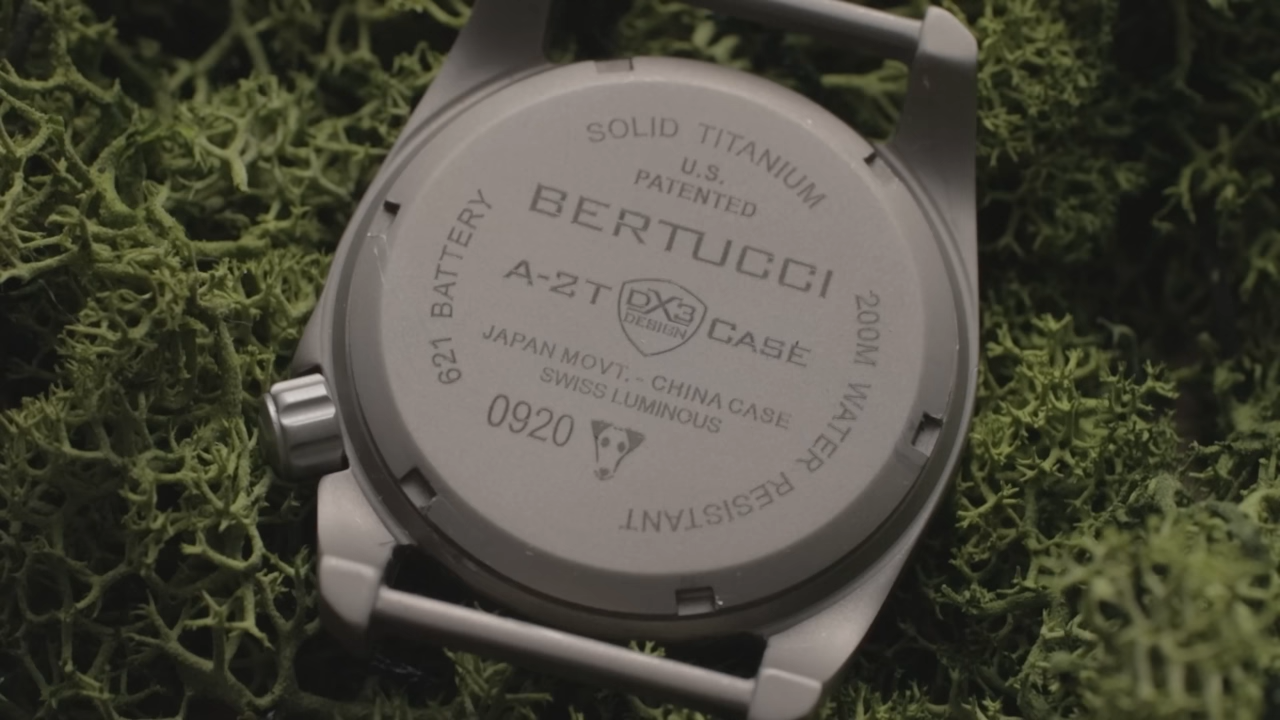 SOLID TITANIUM
U.S.
PATENTED
BERTUCCI
A-2T DX3 DESIGN CASE
JAPAN MOVT. - CHINA CASE
SWISS LUMINOUS
0920
621 BATTERY
200M WATER RESISTANT